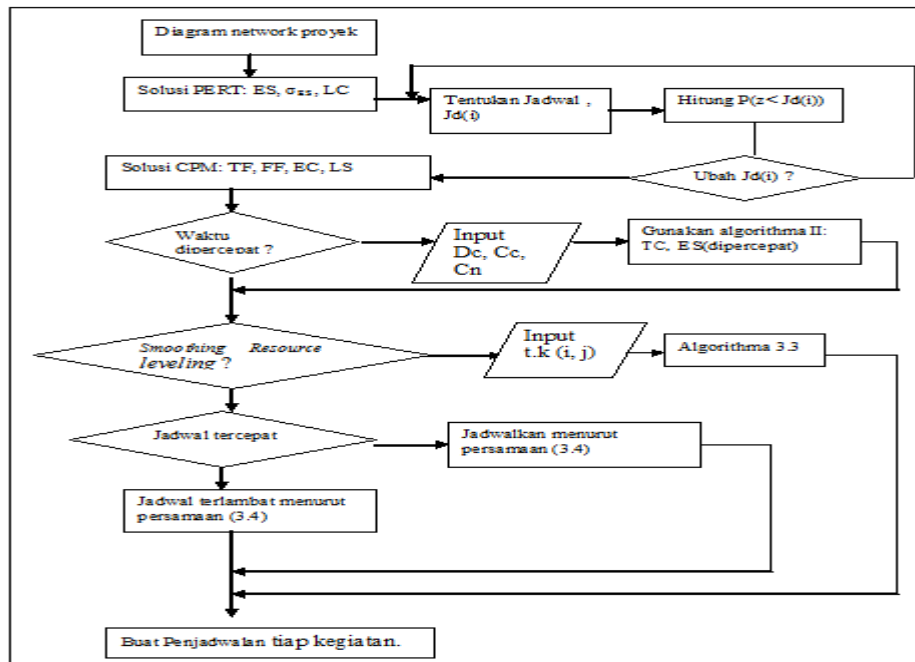 Diagram network proyek
Solusi PERT: ES, σES, LC
Tentukan Jadwal ,
Jd(i)
Hitung P(z< Jd(i))
Solusi CPM: TF, FF, EC, LS
Ubah Jd(i) ?
Waktu
dipercepat ?
Input
Dc, Cc,
Cn
Gunakan algoritma II:
TC, ES(dipercepat)
Smoothing Resource
leveling ?
Input
t.k (i, j)
Algorithma 3.3
Jadwal tercepat
Jadwalkan menurut
persamaan (3.4)
Jadwal terlambat menurut
persamaan (3.4)
Buat Penjadwalan tiap kegiatan.